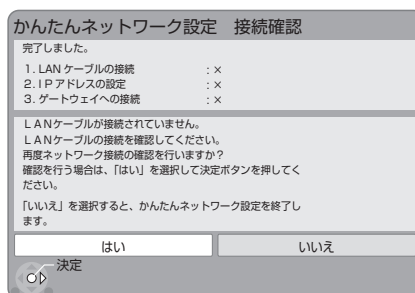 かんたんネットワーク設定　接続確認
完了しました。
1. LAN ケーブルの接続　：×
2. I P アドレスの設定　：×
3. ゲートウェイへの接続　：×
ＬＡＮケーブルが接続されていません。
ＬＡＮケーブルの接続を確認してください。
再度ネットワーク接続の確認を行いますか？
確認を行う場合は、「はい」を選択して決定ボタンを押してく
ださい。
「いいえ」を選択すると、かんたんネットワーク設定を終了し
ます。
はい　いいえ
決定